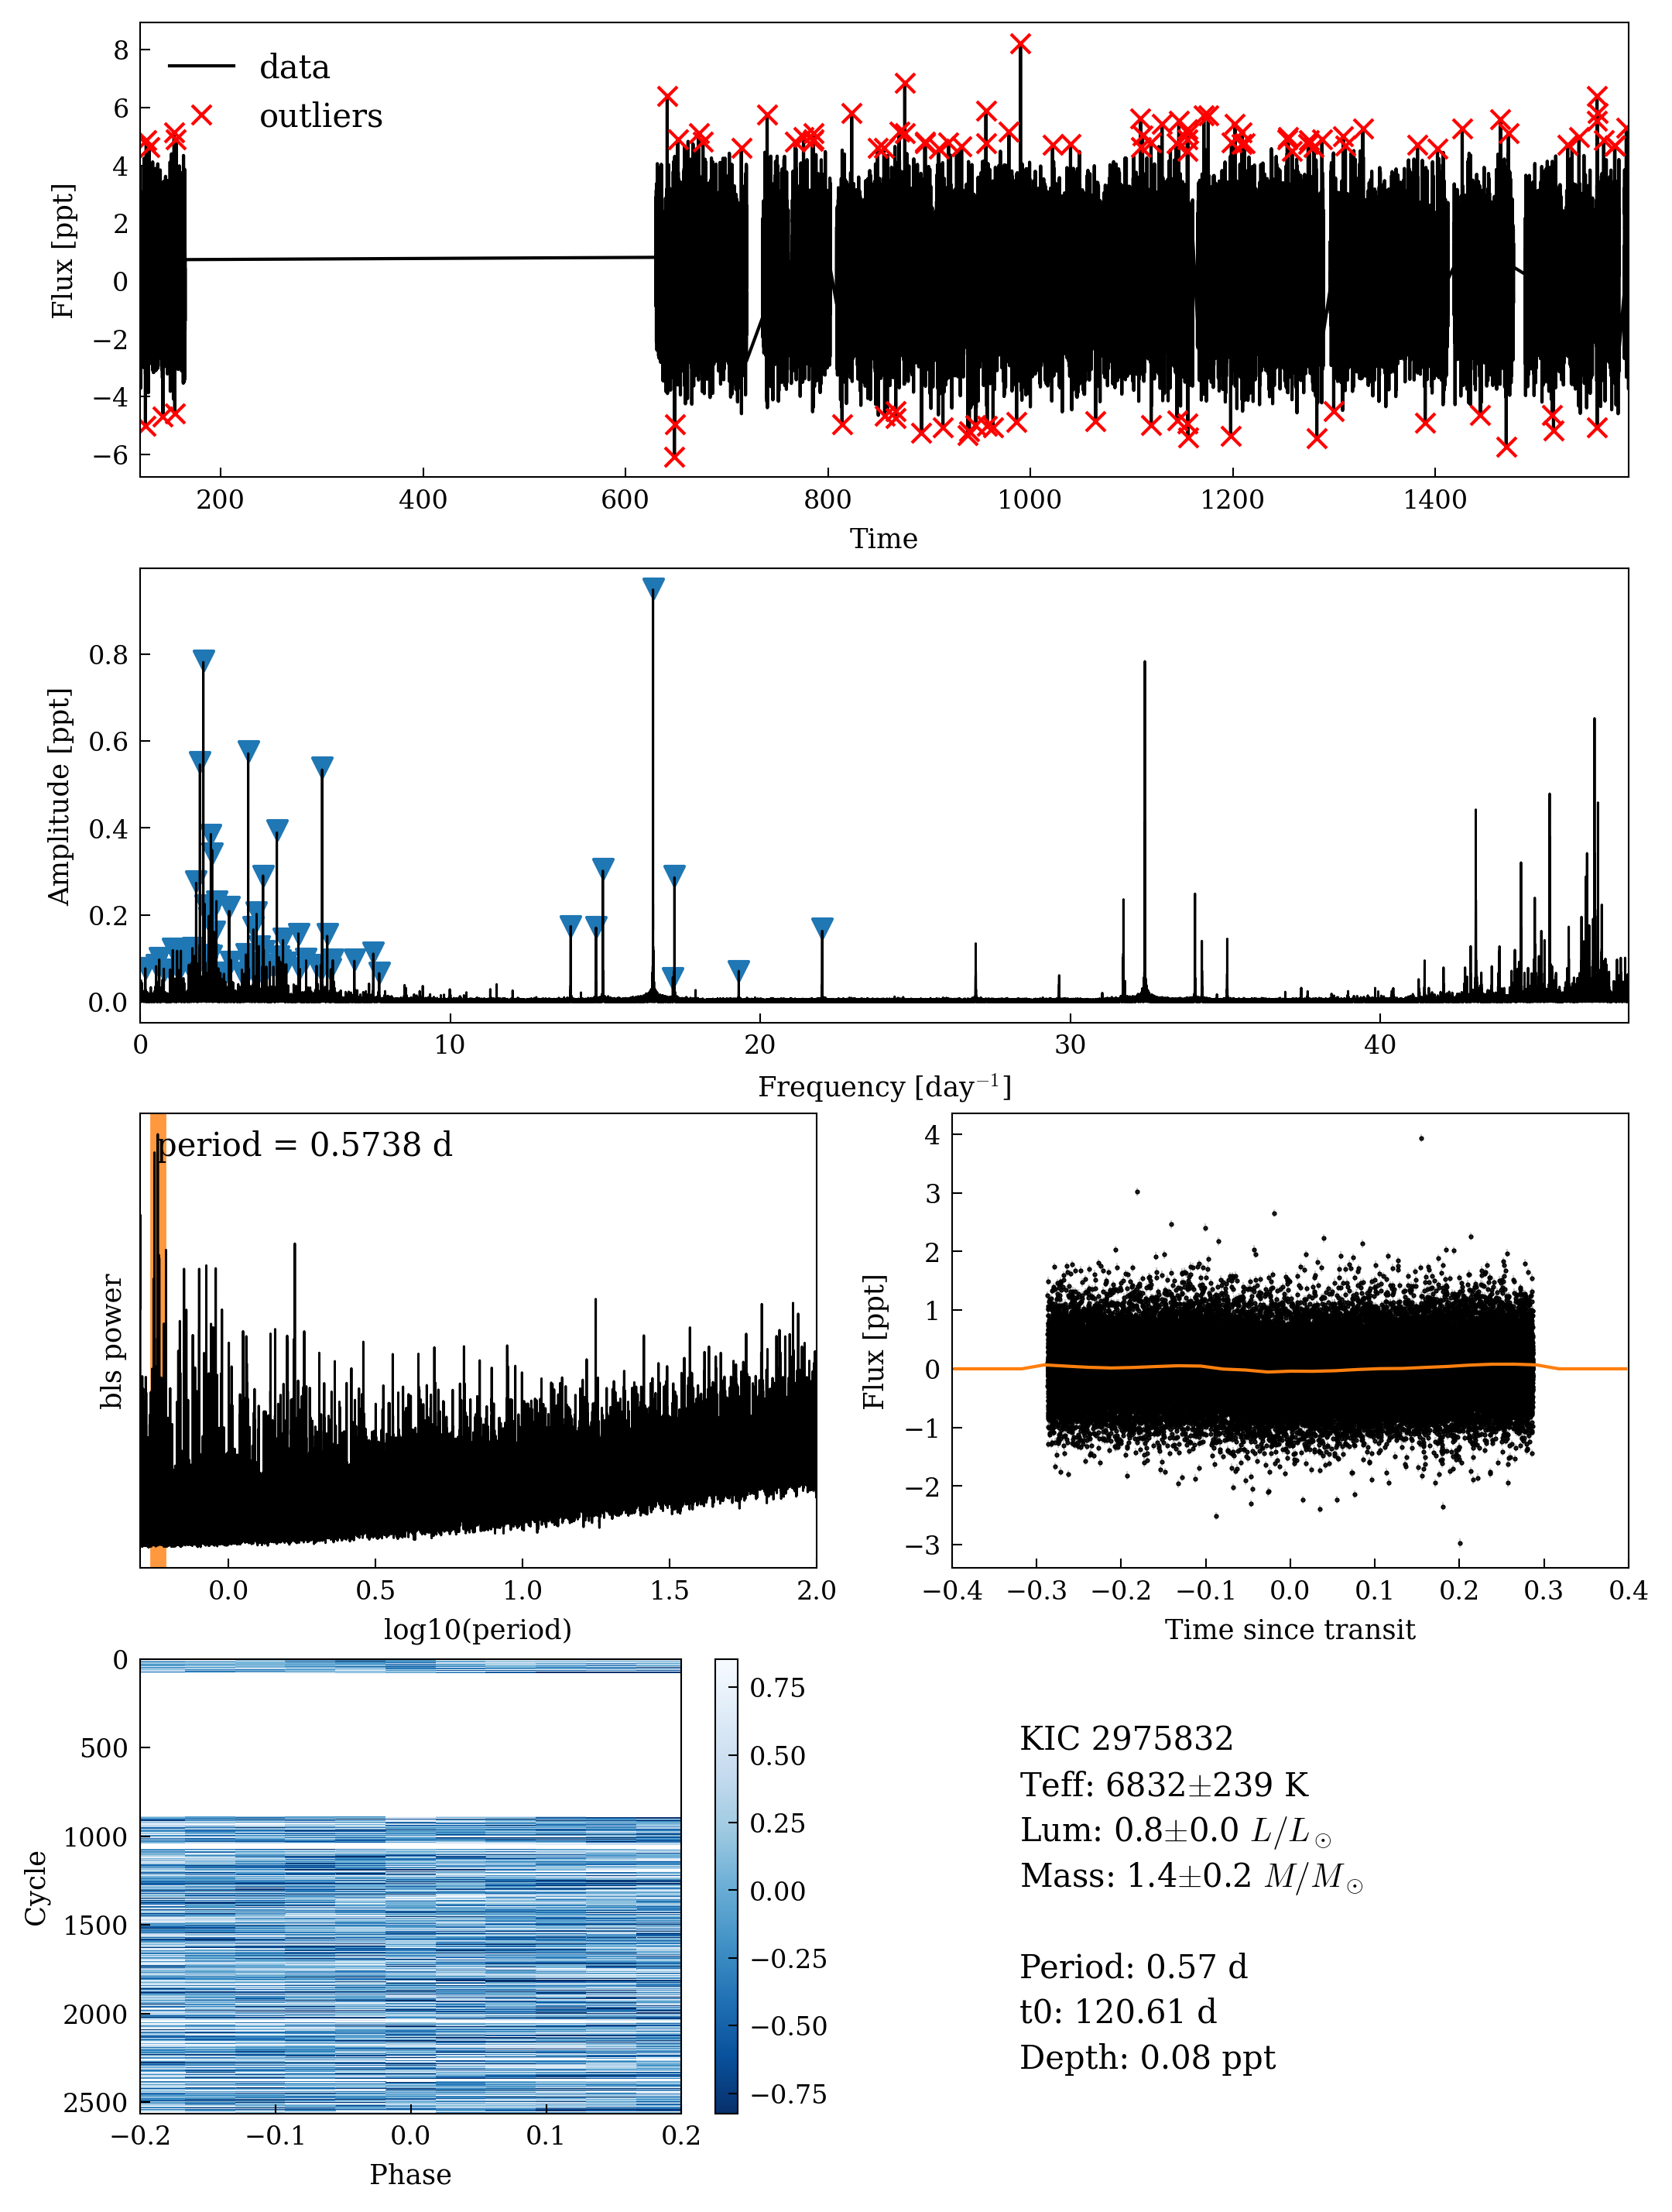 8
6
4
2
0
−2
−4
−6
Flux [ppt]
data
outliers
200 400 600 800 1000 1200 1400
Time
0.8
0.6
0.4
0.2
0.0
Amplitude [ppt]
0 10 20 30 40
Frequency [day⁻¹]
period = 0.5738 d
bls power
0.0 0.5 1.0 1.5 2.0
log10(period)
4
3
2
1
0
−1
−2
−3
Flux [ppt]
−0.4 −0.3 −0.2 −0.1 0.0 0.1 0.2 0.3 0.4
Time since transit
0
500
1000
1500
2000
2500
Cycle
−0.2 −0.1 0.0 0.1 0.2
Phase
0.75
0.50
0.25
0.00
−0.25
−0.50
−0.75
KIC 2975832
Teff: 6832±239 K
Lum: 0.8±0.0 L/L⊙
Mass: 1.4±0.2 M/M⊙
Period: 0.57 d
t0: 120.61 d
Depth: 0.08 ppt